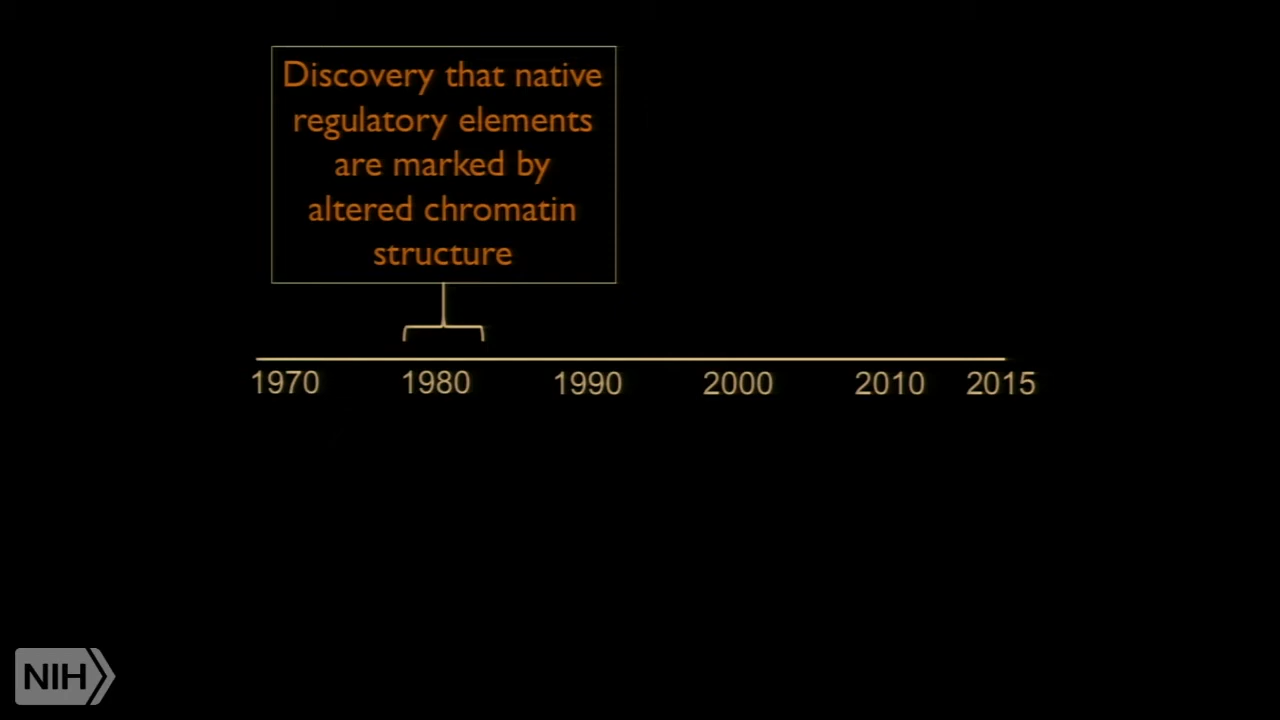 Discovery that native
regulatory elements
are marked by
altered chromatin
structure
1970 1980 1990 2000 2010 2015
NIH